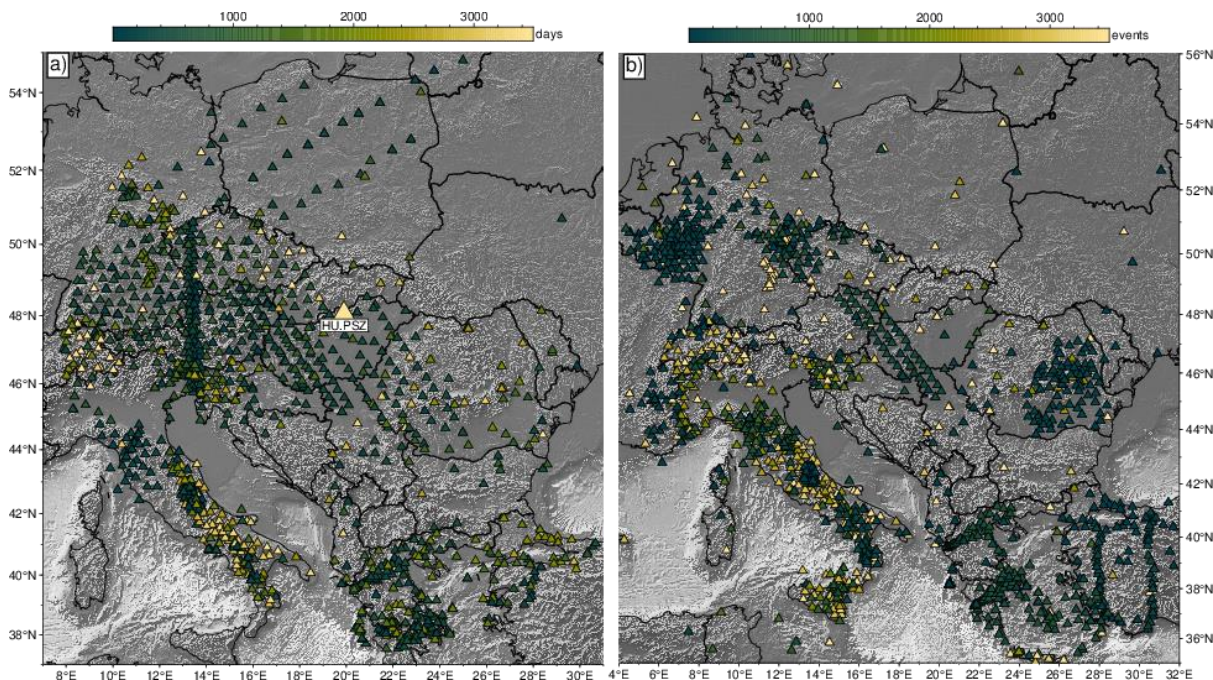 1000 2000 3000
days
a)
54°N
52°N
50°N
48°N
46°N
44°N
42°N
40°N
38°N
HU.PSZ
8°E 10°E 12°E 14°E 16°E 18°E 20°E 22°E 24°E 26°E 28°E 30°E
1000 2000 3000
events
b)
56°N
54°N
52°N
50°N
48°N
46°N
44°N
42°N
40°N
38°N
36°N
4°E 6°E 8°E 10°E 12°E 14°E 16°E 18°E 20°E 22°E 24°E 26°E 28°E 30°E 32°E